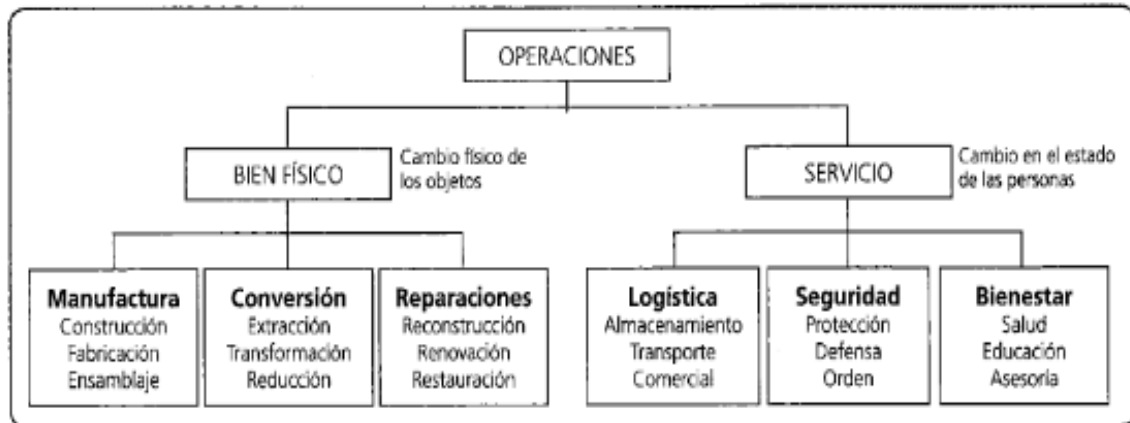 OPERACIONES
BIEN FÍSICO
Cambio físico de
los objetos
SERVICIO
Cambio en el estado
de las personas
Manufactura
Construcción
Fabricación
Ensamblaje
Conversión
Extracción
Transformación
Reducción
Reparaciones
Reconstrucción
Renovación
Restauración
Logística
Almacenamiento
Transporte
Comercial
Seguridad
Protección
Defensa
Orden
Bienestar
Salud
Educación
Asesoría